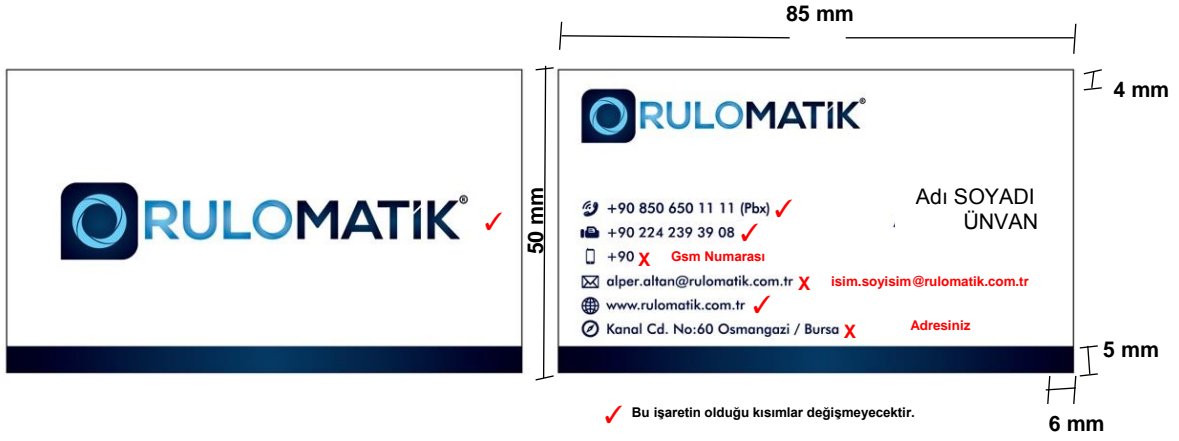 85 mm
4 mm
RULOMATİK®
✓
50 mm
RULOMATİK®
Adı SOYADI
ÜNVAN
+90 850 650 11 11 (Pbx) ✓
+90 224 239 39 08 ✓
+90 X Gsm Numarası
alper.altan@rulomatik.com.tr X isim.soyisim@rulomatik.com.tr
www.rulomatik.com.tr ✓
Kanal Cd. No:60 Osmangazi / Bursa X Adresiniz
5 mm
✓ Bu işaretin olduğu kısımlar değişmeyecektir.
6 mm